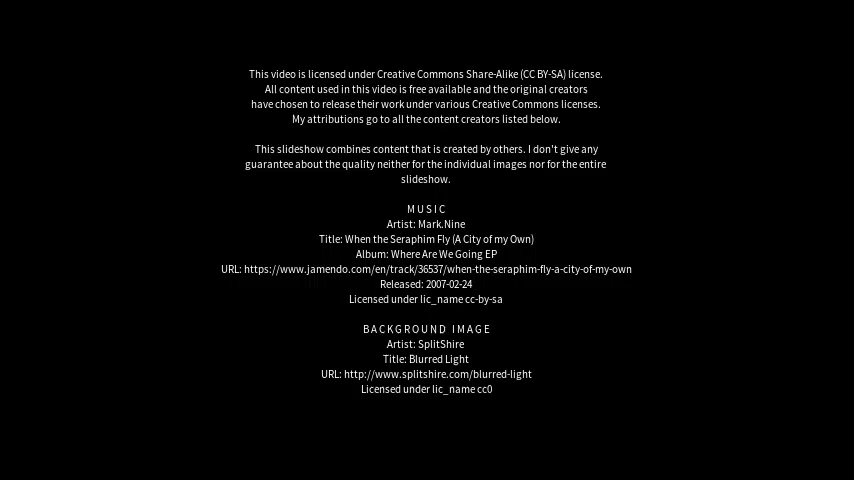 This video is licensed under Creative Commons Share-Alike (CC BY-SA) license.
All content used in this video is free available and the original creators
have chosen to release their work under various Creative Commons licenses.
My attributions go to all the content creators listed below.
This slideshow combines content that is created by others. I don't give any
guarantee about the quality neither for the individual images nor for the entire
slideshow.
MUSIC
Artist: Mark.Nine
Title: When the Seraphim Fly (A City of my Own)
Album: Where Are We Going EP
URL: https://www.jamendo.com/en/track/36537/when-the-seraphim-fly-a-city-of-my-own
Released: 2007-02-24
Licensed under lic_name cc-by-sa
BACKGROUND IMAGE
Artist: SplitShire
Title: Blurred Light
URL: http://www.splitshire.com/blurred-light
Licensed under lic_name cc0